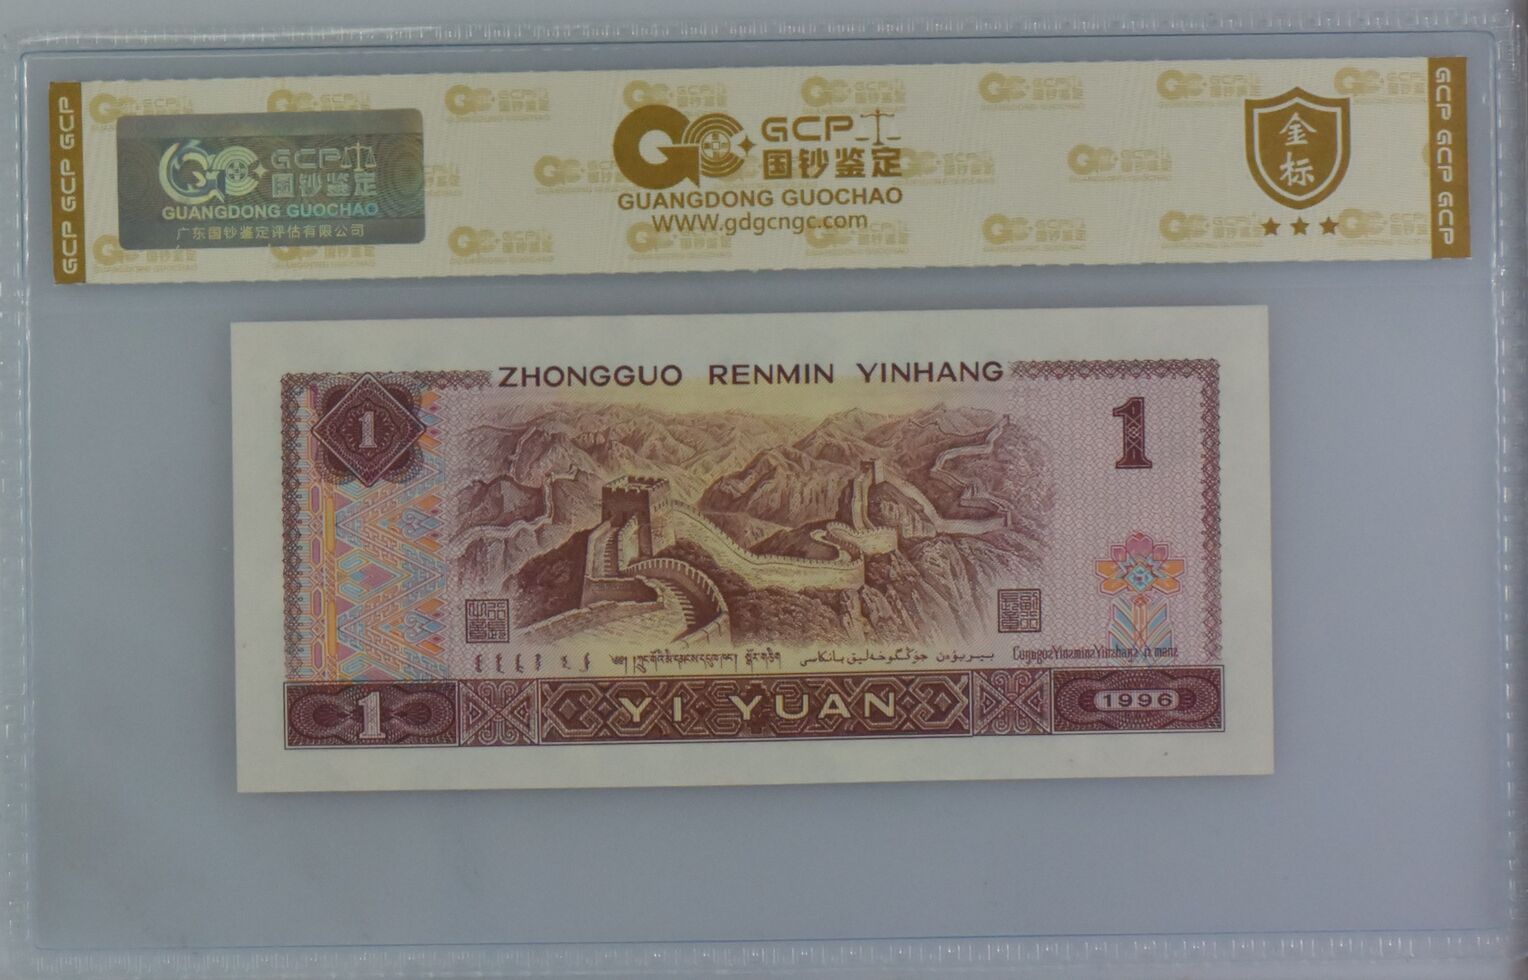 GCP GCP GCP
GCP
国钞鉴定
GUANGDONG GUOCHAO
广东国钞鉴定评估有限公司
GCP
国钞鉴定
GUANGDONG GUOCHAO
WWW.gdgcngc.com
金
标
GCP GCP GCP
ZHONGGUO RENMIN YINHANG
1
1
1
YI YUAN
1996